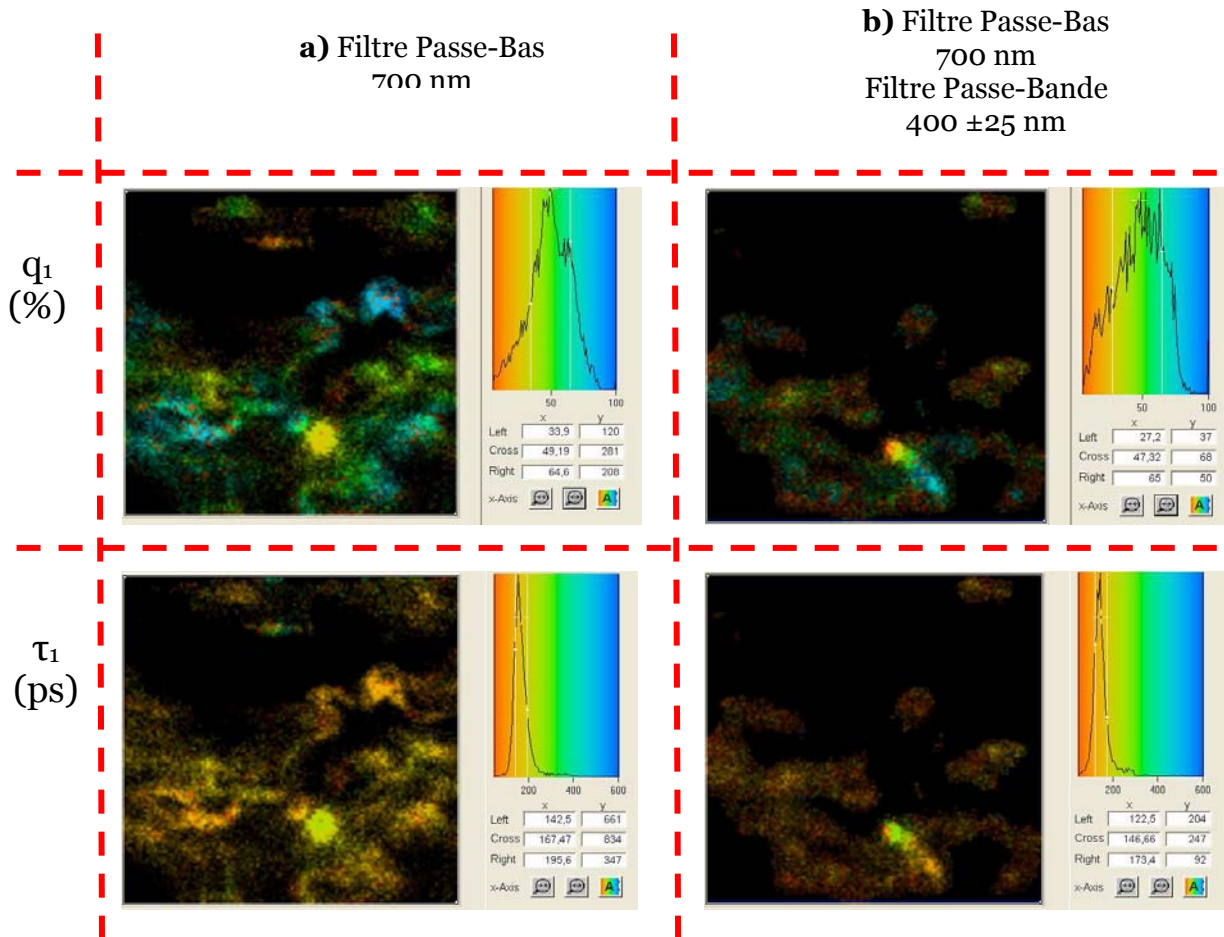 a) Filtre Passe-Bas
700 nm
b) Filtre Passe-Bas
700 nm
Filtre Passe-Bande
400 ±25 nm
q₁
(%)
50 100
x y
Left 33,9 120
Cross 49,19 281
Right 64,6 208
x-Axis A
50 100
x y
Left 27,2 37
Cross 47,32 68
Right 65 50
x-Axis A
τ₁
(ps)
200 400 600
x y
Left 142,5 661
Cross 167,47 834
Right 195,6 347
x-Axis A
200 400 600
x y
Left 122,5 204
Cross 146,66 247
Right 173,4 92
x-Axis A